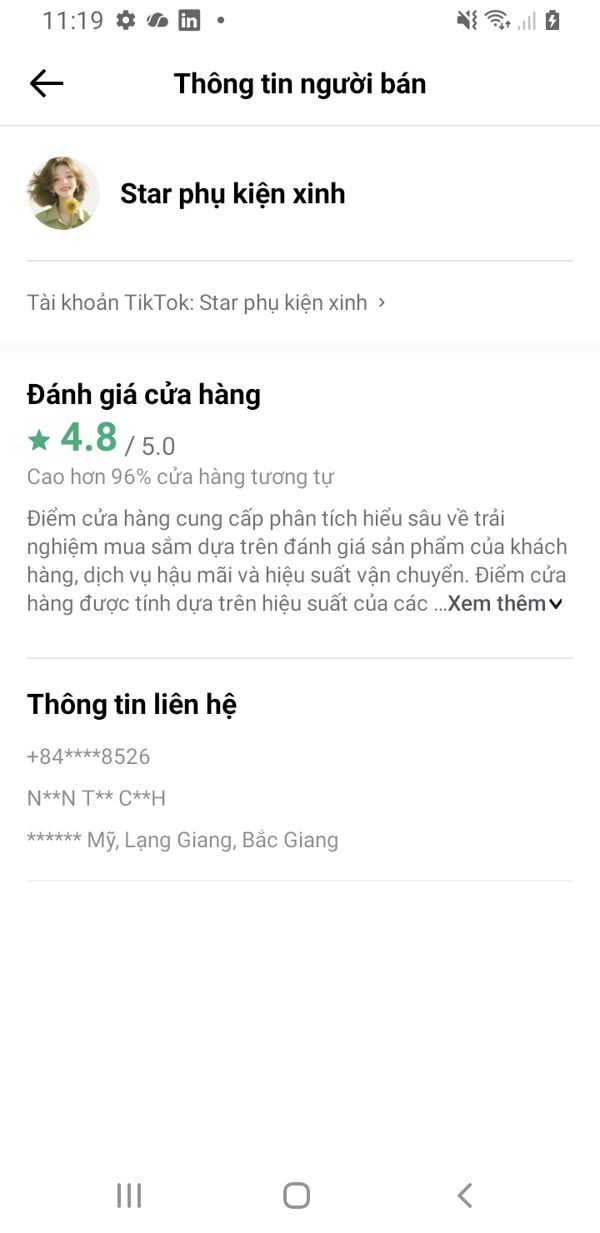 11:19
in
Thông tin người bán
Star phụ kiện xinh
Tài khoản TikTok: Star phụ kiện xinh >
Đánh giá cửa hàng
4.8 / 5.0
Cao hơn 96% cửa hàng tương tự
Điểm cửa hàng cung cấp phân tích hiểu sâu về trải
nghiệm mua sắm dựa trên đánh giá sản phẩm của khách
hàng, dịch vụ hậu mãi và hiệu suất vận chuyển. Điểm cửa
hàng được tính dựa trên hiệu suất của các ...Xem thêm
Thông tin liên hệ
+84****8526
N**N T** C**H
****** Mỹ, Lạng Giang, Bắc Giang